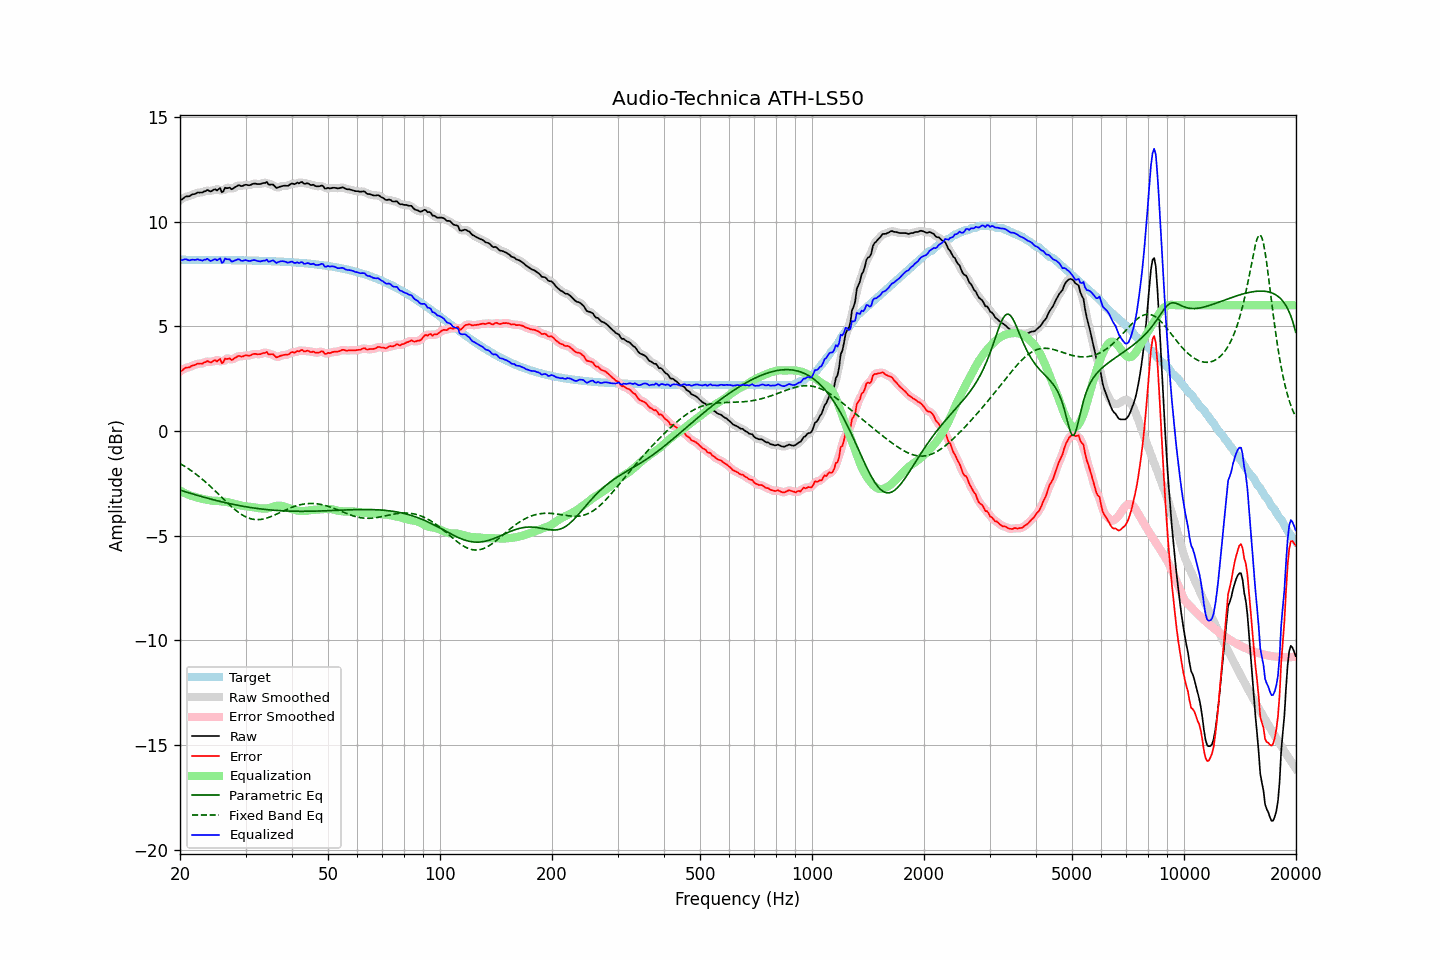 Audio-Technica ATH-LS50
Amplitude (dBr)
15
10
5
0
−5
−10
−15
−20
Target
Raw Smoothed
Error Smoothed
Raw
Error
Equalization
Parametric Eq
Fixed Band Eq
Equalized
20 50 100 200 500 1000 2000 5000 10000 20000
Frequency (Hz)